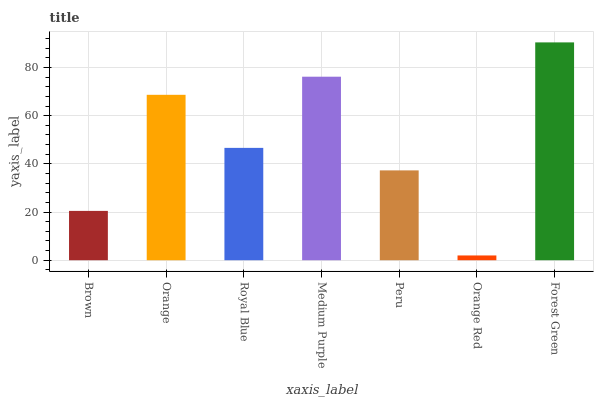 title
yaxis_label
80
60
40
20
0
Brown
Orange
Royal Blue
Medium Purple
Peru
Orange Red
Forest Green
xaxis_label